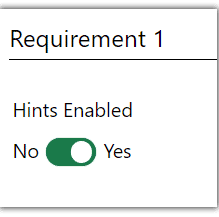 Requirement 1
Hints Enabled
No Yes